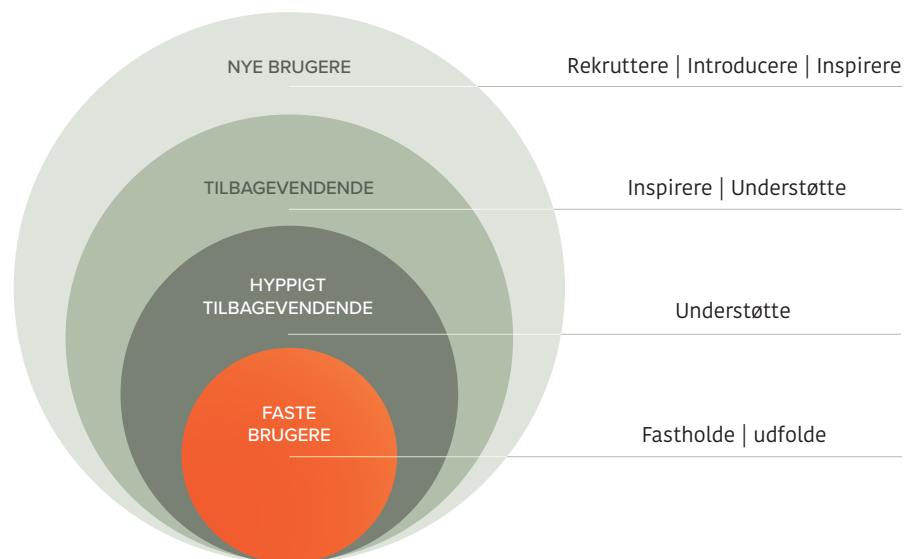 NYE BRUGERE
Rekruttere | Introducere | Inspirere
TILBAGEVENDENDE
Inspirere | Understøtte
HYPPIGT
TILBAGEVENDENDE
Understøtte
FASTE
BRUGERE
Fastholde | udfolde